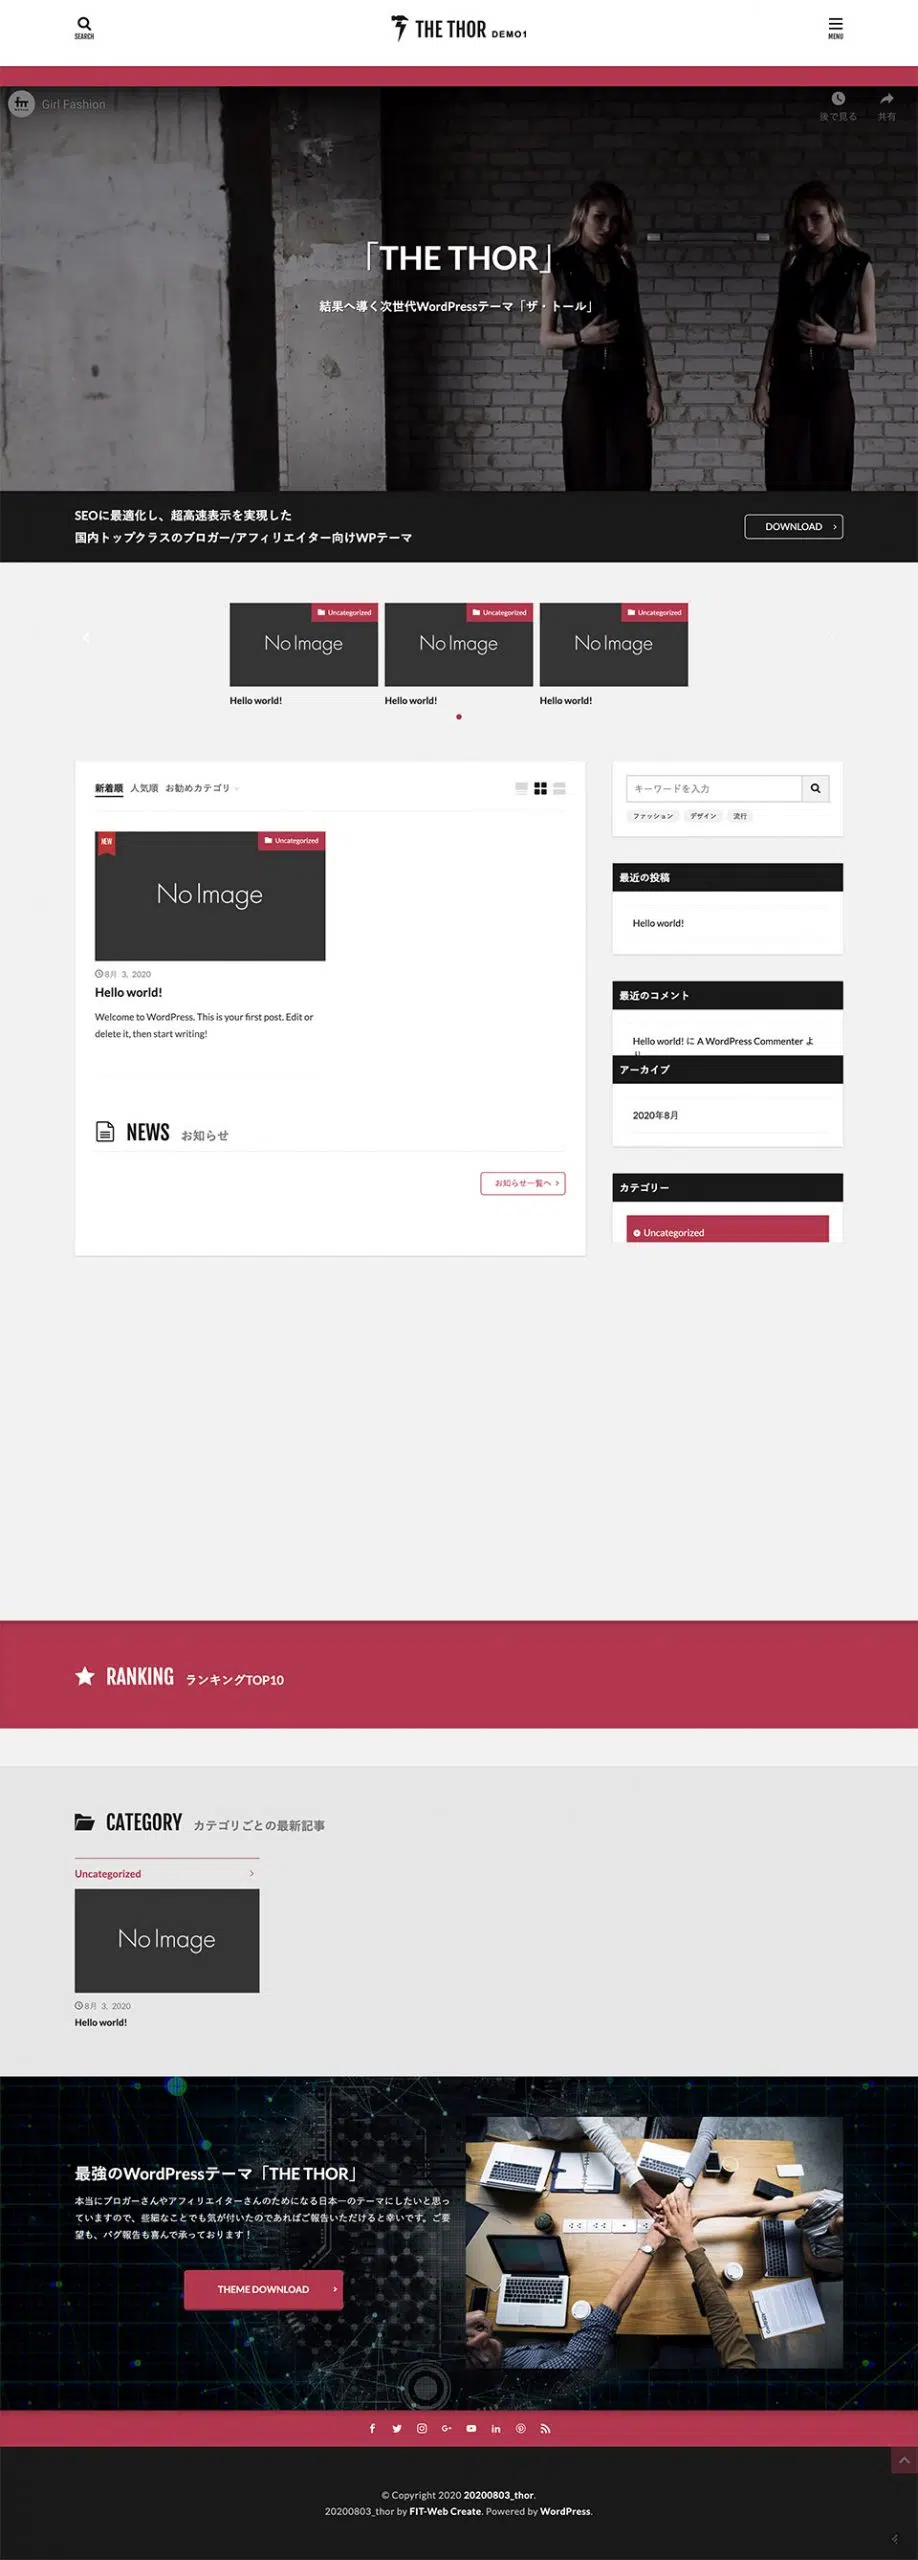 SEARCH
THE THOR DEMO1
MENU
Girl Fashion
後で見る
共有
「THE THOR」
結果へ導く次世代WordPressテーマ「ザ・トール」
SEOに最適化し、超高速表示を実現した
国内トップクラスのブロガー/アフィリエイター向けWPテーマ
DOWNLOAD
Uncategorized
No Image
Hello world!
Uncategorized
No Image
Hello world!
Uncategorized
No Image
Hello world!
新着順 人気順 お勧めカテゴリ
NEW
Uncategorized
No Image
8月 3, 2020
Hello world!
Welcome to WordPress. This is your first post. Edit or
delete it, then start writing!
NEWS お知らせ
お知らせ一覧へ
キーワードを入力
ファッション デザイン 流行
最近の投稿
Hello world!
最近のコメント
Hello world! に A WordPress Commenter よ
アーカイブ
2020年8月
カテゴリー
Uncategorized
RANKING ランキングTOP10
CATEGORY カテゴリごとの最新記事
Uncategorized
No Image
8月 3, 2020
Hello world!
最強のWordPressテーマ「THE THOR」
本当にブロガーさんやアフィリエイターさんのためになる日本一のテーマにしたいと思っ
ていますので、些細なことでも気が付いたのであればご報告いただけると幸いです。ご要
望も、バグ報告も喜んで承っております！
THEME DOWNLOAD
© Copyright 2020 20200803_thor.
20200803_thor by FIT-Web Create. Powered by WordPress.